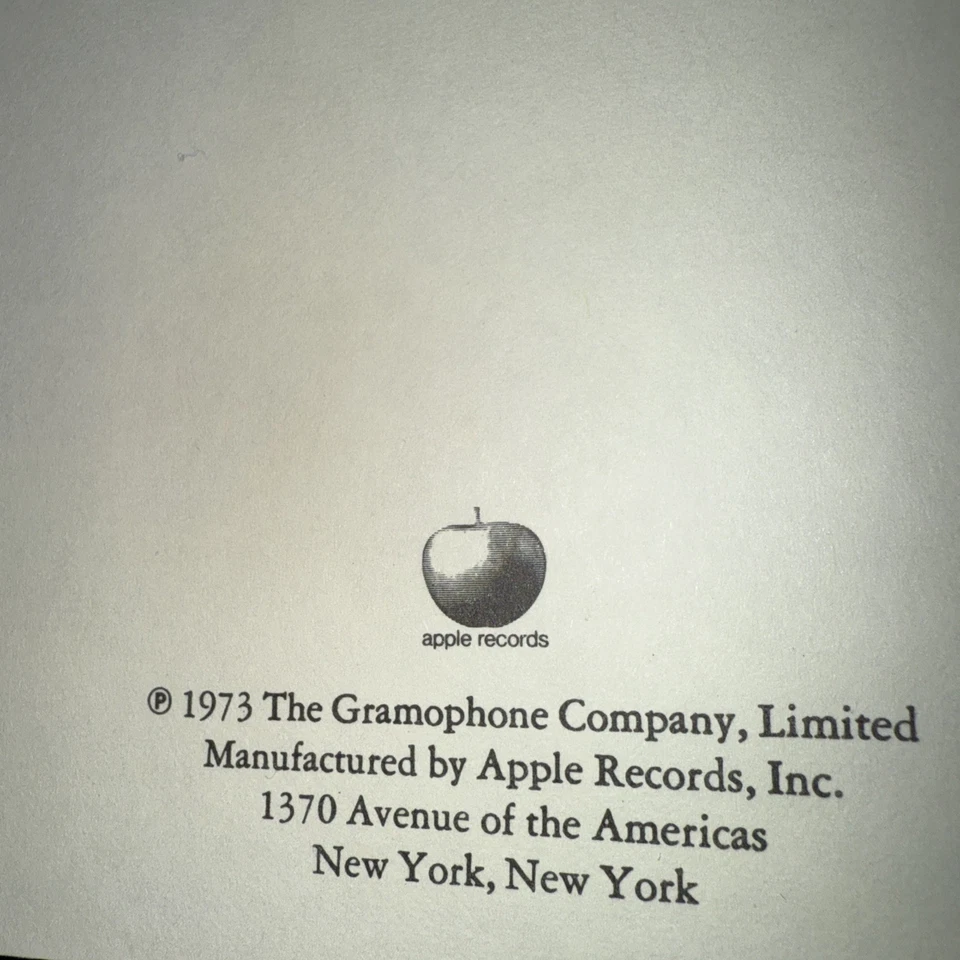 apple records
℗ 1973 The Gramophone Company, Limited
Manufactured by Apple Records, Inc.
1370 Avenue of the Americas
New York, New York